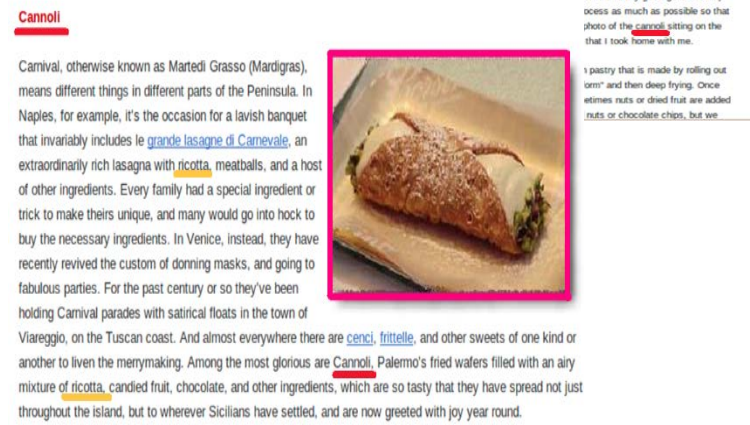 Cannoli
Carnival, otherwise known as Martedì Grasso (Mardigras),
means different things in different parts of the Peninsula. In
Naples, for example, it's the occasion for a lavish banquet
that invariably includes le grande lasagne di Carnevale, an
extraordinarily rich lasagna with ricotta, meatballs, and a host
of other ingredients. Every family had a special ingredient or
trick to make theirs unique, and many would go into hock to
buy the necessary ingredients. In Venice, instead, they have
recently revived the custom of donning masks, and going to
fabulous parties. For the past century or so they've been
holding Carnival parades with satirical floats in the town of
Viareggio, on the Tuscan coast. And almost everywhere there are cenci, frittelle, and other sweets of one kind or
another to liven the merrymaking. Among the most glorious are Cannoli, Palermo's fried wafers filled with an airy
mixture of ricotta, candied fruit, chocolate, and other ingredients, which are so tasty that they have spread not just
throughout the island, but to wherever Sicilians have settled, and are now greeted with joy year round.
ocess as much as possible so that
photo of the cannoli sitting on the
that I took home with me.
pastry that is made by rolling out
orm" and then deep frying. Once
etimes nuts or dried fruit are added
nuts or chocolate chips, but we